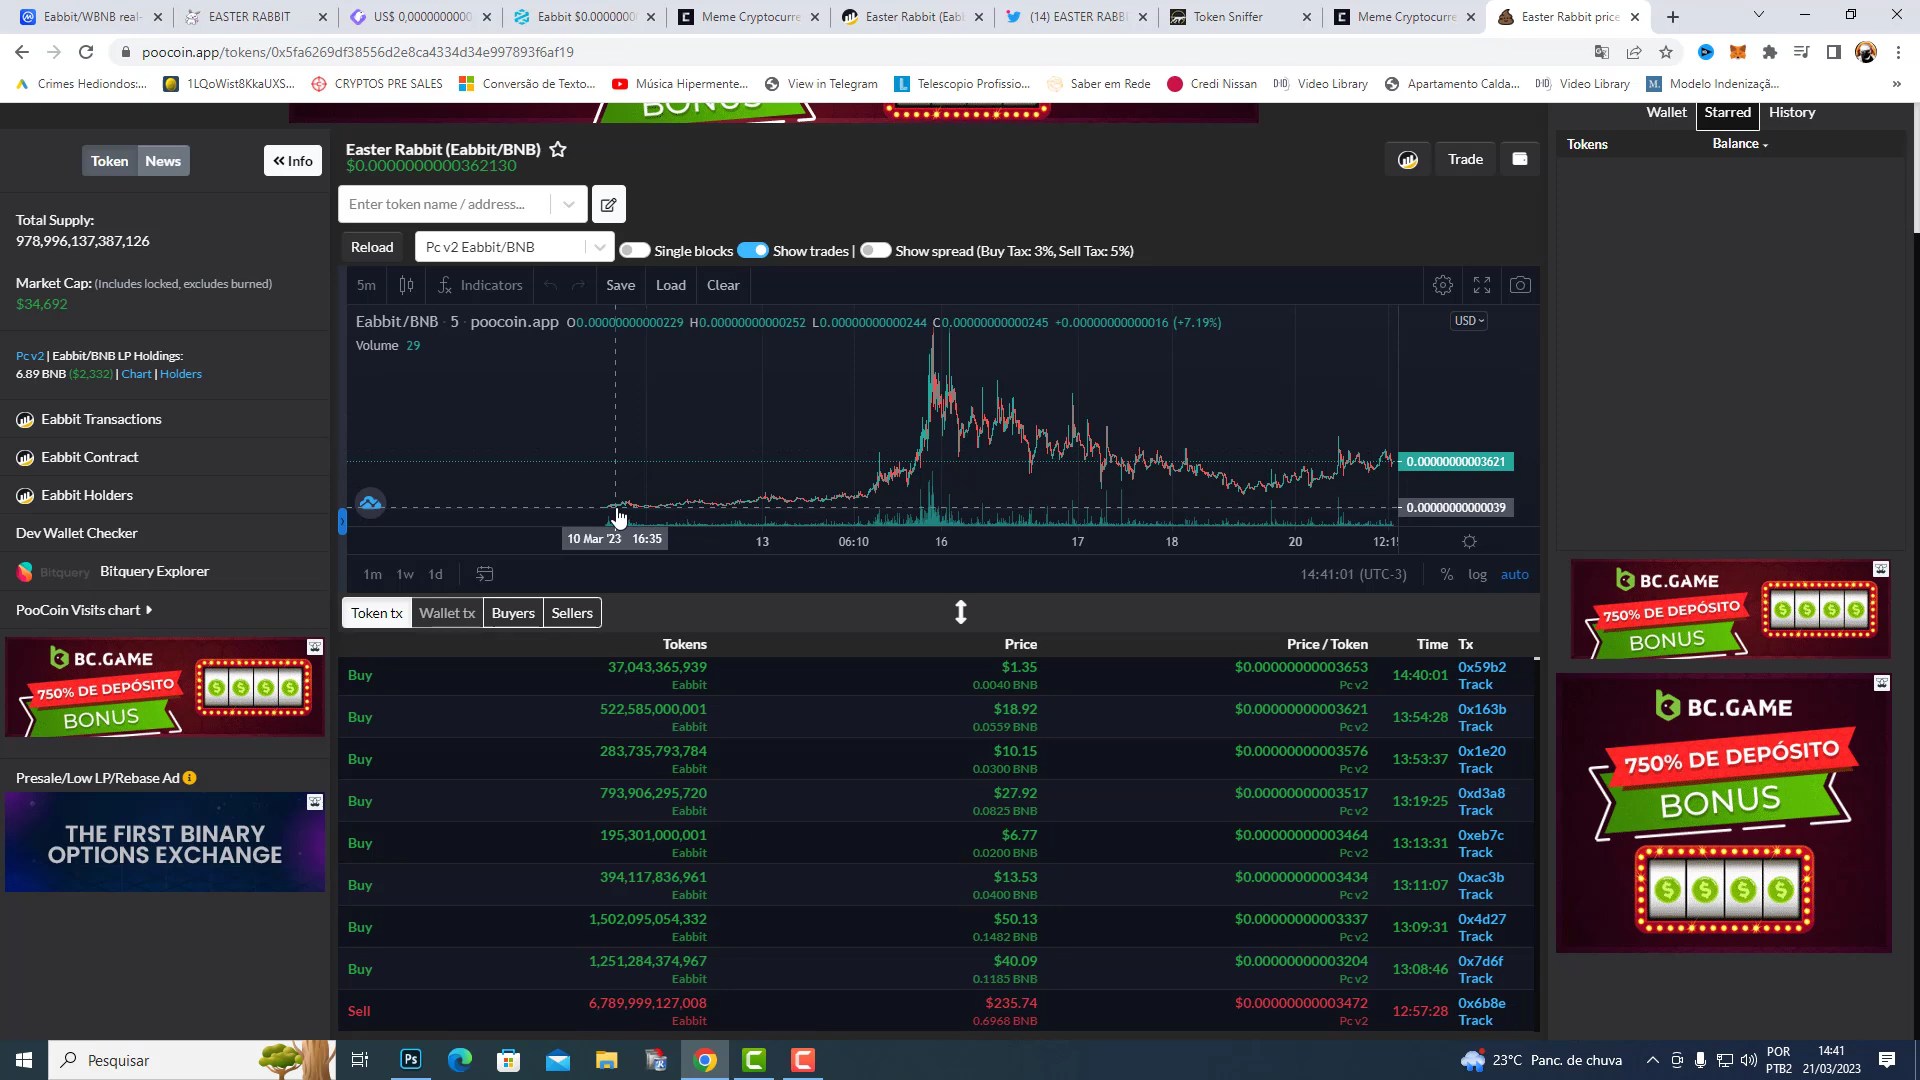 Eabbit/WBNB real-
EASTER RABBIT
US$ 0,0000000000
Eabbit $0.0000000
Meme Cryptocurre
Easter Rabbit (Eabl
(14) EASTER RABB
Token Sniffer
Meme Cryptocurre
Easter Rabbit price
poocoin.app/tokens/0x5fa6269df38556d2e8ca4334d34e997893f6af19
Crimes Hediondos:...
1LQoWist8KkaUXS...
CRYPTOS PRE SALES
Conversão de Texto...
Música Hipermente...
View in Telegram
Telescopio Profissio...
Saber em Rede
Credi Nissan
Video Library
Apartamento Calda...
Video Library
Modelo Indenizaçã...
BONUS
Wallet Starred History
Tokens Balance
Token News
« Info
Easter Rabbit (Eabbit/BNB)
$0.0000000000362130
Trade
Enter token name / address...
Total Supply:
978,996,137,387,126
Reload
Pc v2 Eabbit/BNB
Single blocks
Show trades |
Show spread (Buy Tax: 3%, Sell Tax: 5%)
Market Cap: (Includes locked, excludes burned)
$34,692
5m
Indicators
Save
Load
Clear
Eabbit/BNB · 5 · poocoin.app O0.00000000000229 H0.00000000000252 L0.00000000000244 C0.00000000000245 +0.00000000000016 (+7.19%)
USD
Volume 29
Pc v2 | Eabbit/BNB LP Holdings:
6.89 BNB ($2,332) | Chart | Holders
Eabbit Transactions
Eabbit Contract
Eabbit Holders
Dev Wallet Checker
Bitquery
Bitquery Explorer
PooCoin Visits chart
0.00000000003621
0.00000000000039
10 Mar '23 16:35
13 06:10 16 17 18 20 12:15
1m 1w 1d
14:41:01 (UTC-3)
% log auto
Token tx
Wallet tx
Buyers
Sellers
Tokens Price Price / Token Time Tx
Buy 37,043,365,939 $1.35 $0.00000000003653 14:40:01 0x59b2
Eabbit 0.0040 BNB Pc v2 Track
Buy 522,585,000,001 $18.92 $0.00000000003621 13:54:28 0x163b
Eabbit 0.0559 BNB Pc v2 Track
Buy 283,735,793,784 $10.15 $0.00000000003576 13:53:37 0x1e20
Eabbit 0.0300 BNB Pc v2 Track
Buy 793,906,295,720 $27.92 $0.00000000003517 13:19:25 0xd3a8
Eabbit 0.0825 BNB Pc v2 Track
Buy 195,301,000,001 $6.77 $0.00000000003464 13:13:31 0xeb7c
Eabbit 0.0200 BNB Pc v2 Track
Buy 394,117,836,961 $13.53 $0.00000000003434 13:11:07 0xac3b
Eabbit 0.0400 BNB Pc v2 Track
Buy 1,502,095,054,332 $50.13 $0.00000000003337 13:09:31 0x4d27
Eabbit 0.1482 BNB Pc v2 Track
Buy 1,251,284,374,967 $40.09 $0.00000000003204 13:08:46 0x7d6f
Eabbit 0.1185 BNB Pc v2 Track
Sell 6,789,999,127,008 $235.74 $0.00000000003472 12:57:28 0x6b8e
Eabbit 0.6968 BNB Pc v2 Track
BC.GAME
750% DE DEPÓSITO
BONUS
Presale/Low LP/Rebase Ad
THE FIRST BINARY
OPTIONS EXCHANGE
BC.GAME
750% DE DEPÓSITO
BONUS
BC.GAME
750% DE DEPÓSITO
BONUS
Pesquisar
Ps
23°C Panc. de chuva
POR
PTB2
14:41
21/03/2023